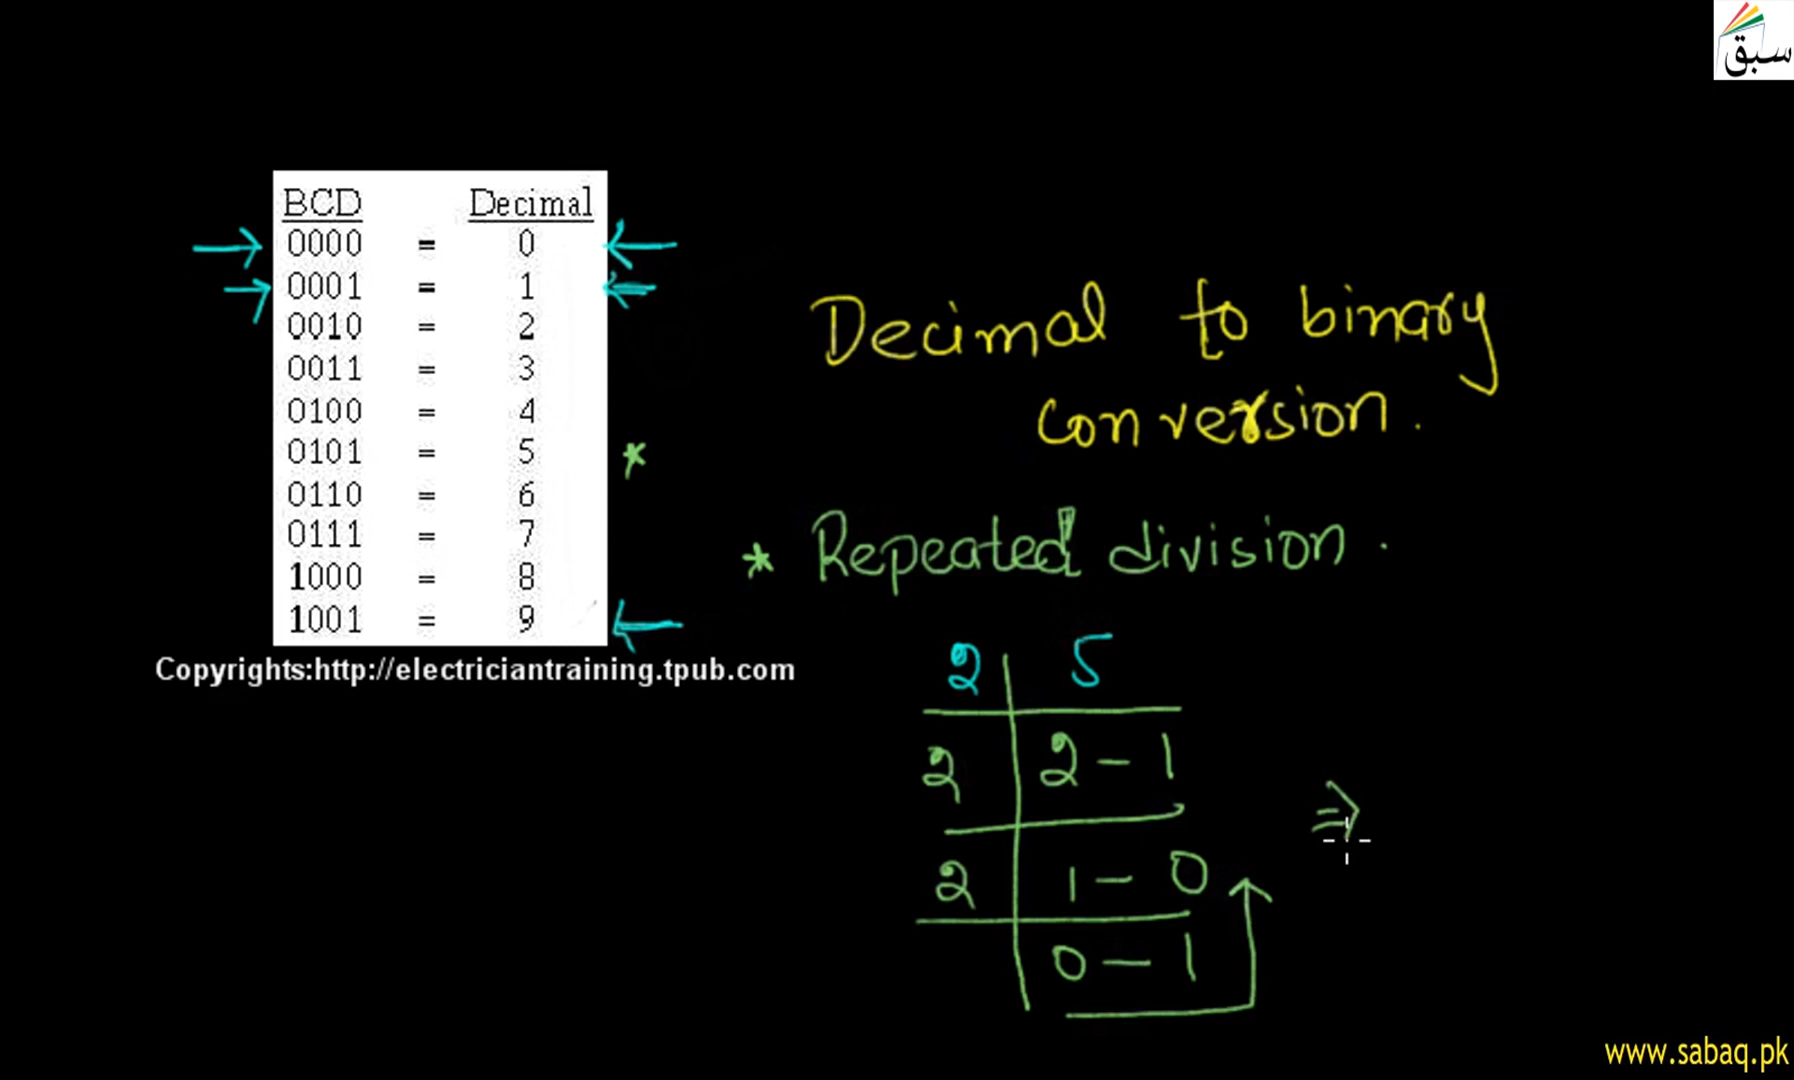 سبق
BCD Decimal
0000 = 0
0001 = 1
0010 = 2
0011 = 3
0100 = 4
0101 = 5 *
0110 = 6
0111 = 7
1000 = 8
1001 = 9
Copyrights:http://electriciantraining.tpub.com
Decimal to binary
conversion.
* Repeated division.
2 5
2 2 - 1
2 1 - 0
0 - 1
⇒
www.sabaq.pk